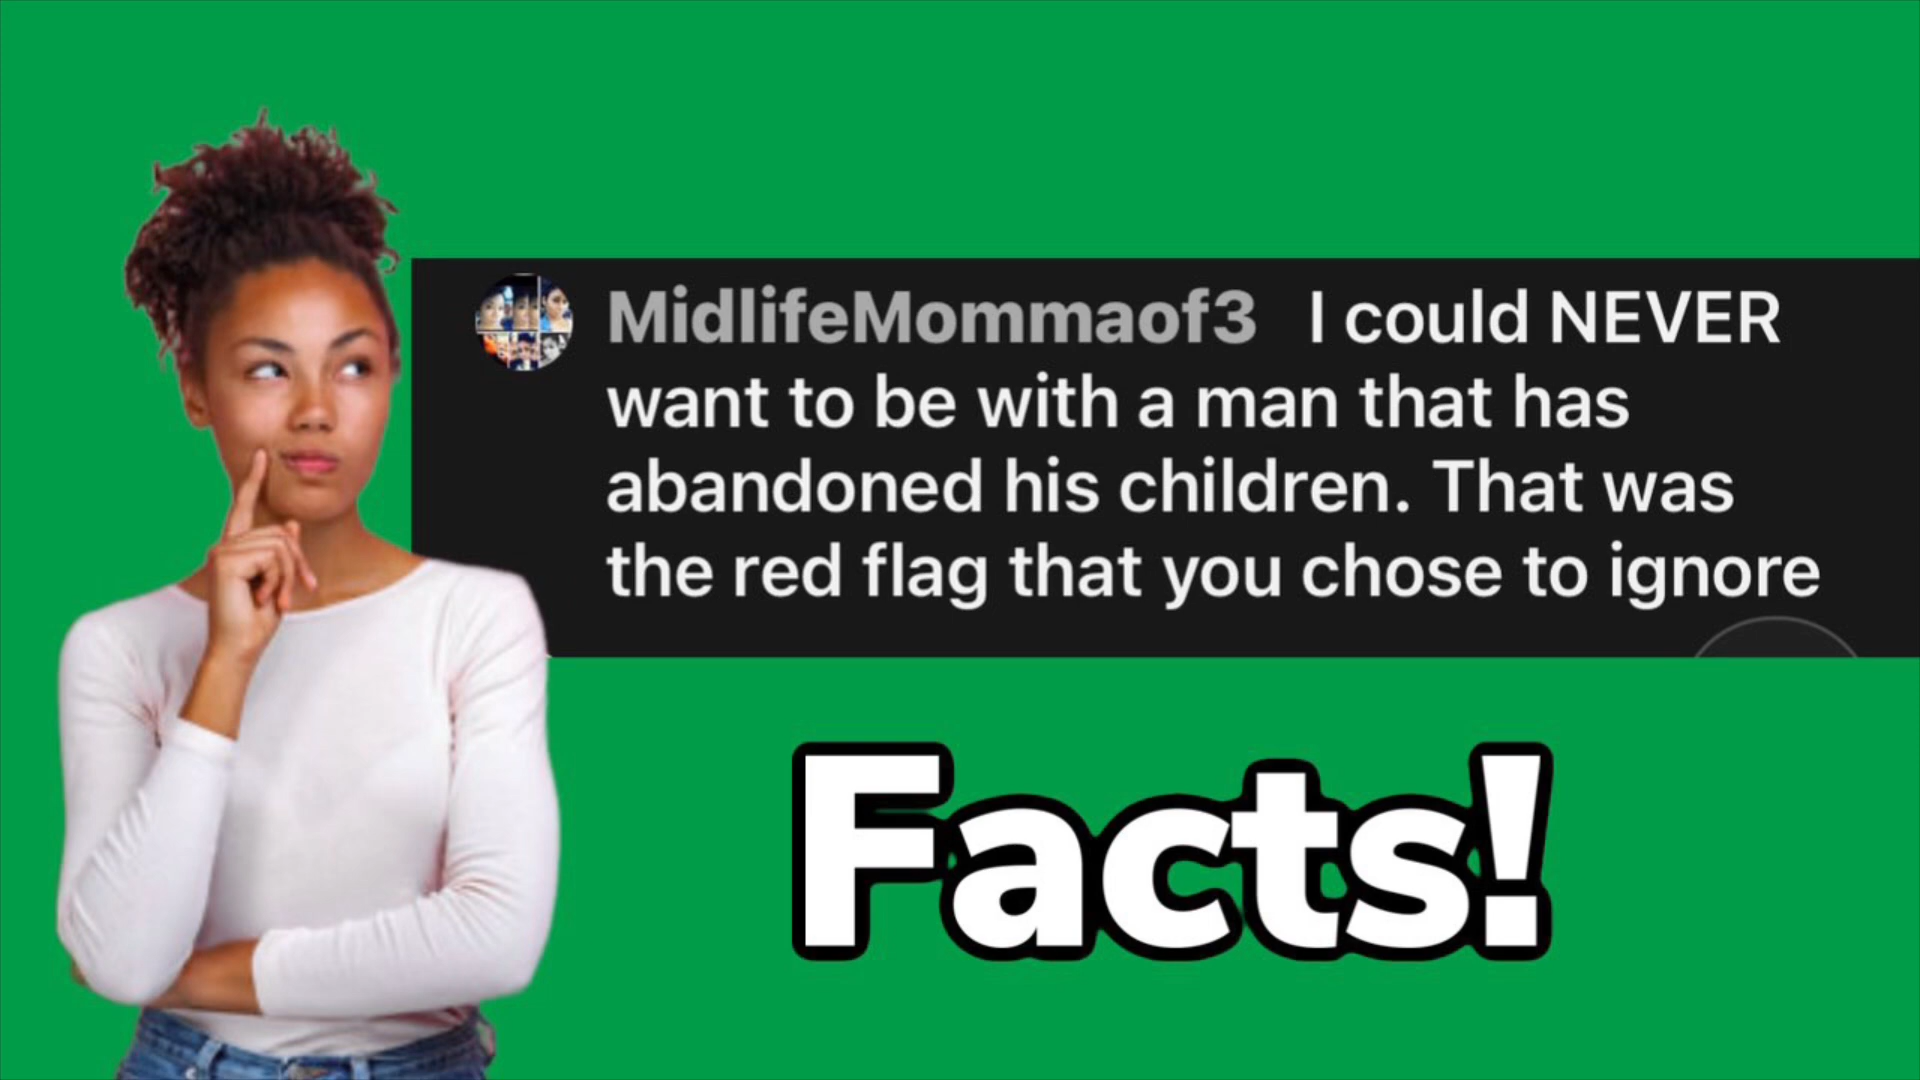 MidlifeMommaof3 I could NEVER
want to be with a man that has
abandoned his children. That was
the red flag that you chose to ignore
Facts!